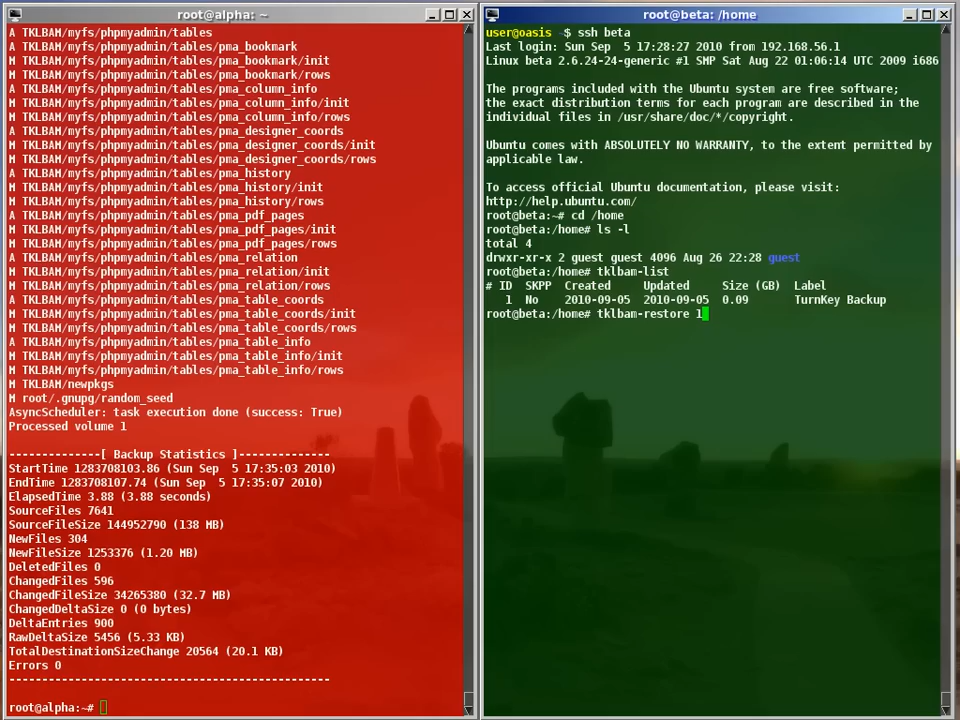 root@alpha: ~
A TKLBAM/myfs/phpmyadmin/tables
A TKLBAM/myfs/phpmyadmin/tables/pma_bookmark
M TKLBAM/myfs/phpmyadmin/tables/pma_bookmark/init
M TKLBAM/myfs/phpmyadmin/tables/pma_bookmark/rows
A TKLBAM/myfs/phpmyadmin/tables/pma_column_info
M TKLBAM/myfs/phpmyadmin/tables/pma_column_info/init
M TKLBAM/myfs/phpmyadmin/tables/pma_column_info/rows
A TKLBAM/myfs/phpmyadmin/tables/pma_designer_coords
M TKLBAM/myfs/phpmyadmin/tables/pma_designer_coords/init
M TKLBAM/myfs/phpmyadmin/tables/pma_designer_coords/rows
A TKLBAM/myfs/phpmyadmin/tables/pma_history
M TKLBAM/myfs/phpmyadmin/tables/pma_history/init
M TKLBAM/myfs/phpmyadmin/tables/pma_history/rows
A TKLBAM/myfs/phpmyadmin/tables/pma_pdf_pages
M TKLBAM/myfs/phpmyadmin/tables/pma_pdf_pages/init
M TKLBAM/myfs/phpmyadmin/tables/pma_pdf_pages/rows
A TKLBAM/myfs/phpmyadmin/tables/pma_relation
M TKLBAM/myfs/phpmyadmin/tables/pma_relation/init
M TKLBAM/myfs/phpmyadmin/tables/pma_relation/rows
A TKLBAM/myfs/phpmyadmin/tables/pma_table_coords
M TKLBAM/myfs/phpmyadmin/tables/pma_table_coords/init
M TKLBAM/myfs/phpmyadmin/tables/pma_table_coords/rows
A TKLBAM/myfs/phpmyadmin/tables/pma_table_info
M TKLBAM/myfs/phpmyadmin/tables/pma_table_info/init
M TKLBAM/myfs/phpmyadmin/tables/pma_table_info/rows
M TKLBAM/newpkgs
M root/.gnupg/random_seed
AsyncScheduler: task execution done (success: True)
Processed volume 1
--------------[ Backup Statistics ]--------------
StartTime 1283708103.86 (Sun Sep  5 17:35:03 2010)
EndTime 1283708107.74 (Sun Sep  5 17:35:07 2010)
ElapsedTime 3.88 (3.88 seconds)
SourceFiles 7641
SourceFileSize 144952790 (138 MB)
NewFiles 304
NewFileSize 1253376 (1.20 MB)
DeletedFiles 0
ChangedFiles 596
ChangedFileSize 34265380 (32.7 MB)
ChangedDeltaSize 0 (0 bytes)
DeltaEntries 900
RawDeltaSize 5456 (5.33 KB)
TotalDestinationSizeChange 20564 (20.1 KB)
Errors 0
-------------------------------------------------
root@alpha:~#
root@beta: /home
user@oasis ~$ ssh beta
Last login: Sun Sep  5 17:28:27 2010 from 192.168.56.1
Linux beta 2.6.24-24-generic #1 SMP Sat Aug 22 01:06:14 UTC 2009 i686
The programs included with the Ubuntu system are free software;
the exact distribution terms for each program are described in the
individual files in /usr/share/doc/*/copyright.
Ubuntu comes with ABSOLUTELY NO WARRANTY, to the extent permitted by
applicable law.
To access official Ubuntu documentation, please visit:
http://help.ubuntu.com/
root@beta:~# cd /home
root@beta:/home# ls -l
total 4
drwxr-xr-x 2 guest guest 4096 Aug 26 22:28 guest
root@beta:/home# tklbam-list
# ID  SKPP  Created     Updated     Size (GB)  Label
   1  No    2010-09-05  2010-09-05  0.09       TurnKey Backup
root@beta:/home# tklbam-restore 1